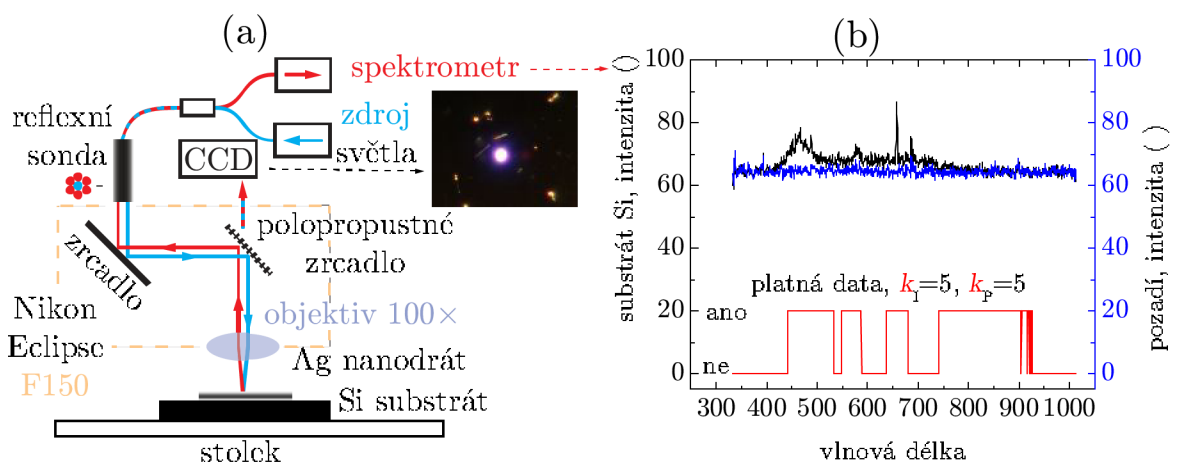 (a)
spektrometr
zdroj
světla
reflexní
sonda
CCD
polopropustné
zrcadlo
zrcadlo
Nikon
Eclipse
F150
objektiv 100×
Ag nanodrát
Si substrát
stolek
(b)
substrát Si, intenzita ()
100
80
60
40
20
0
100
80
60
40
20
0
pozadí, intenzita ( )
platná data, kI=5, kP=5
ano
ne
300 400 500 600 700 800 900 1000
vlnová délka